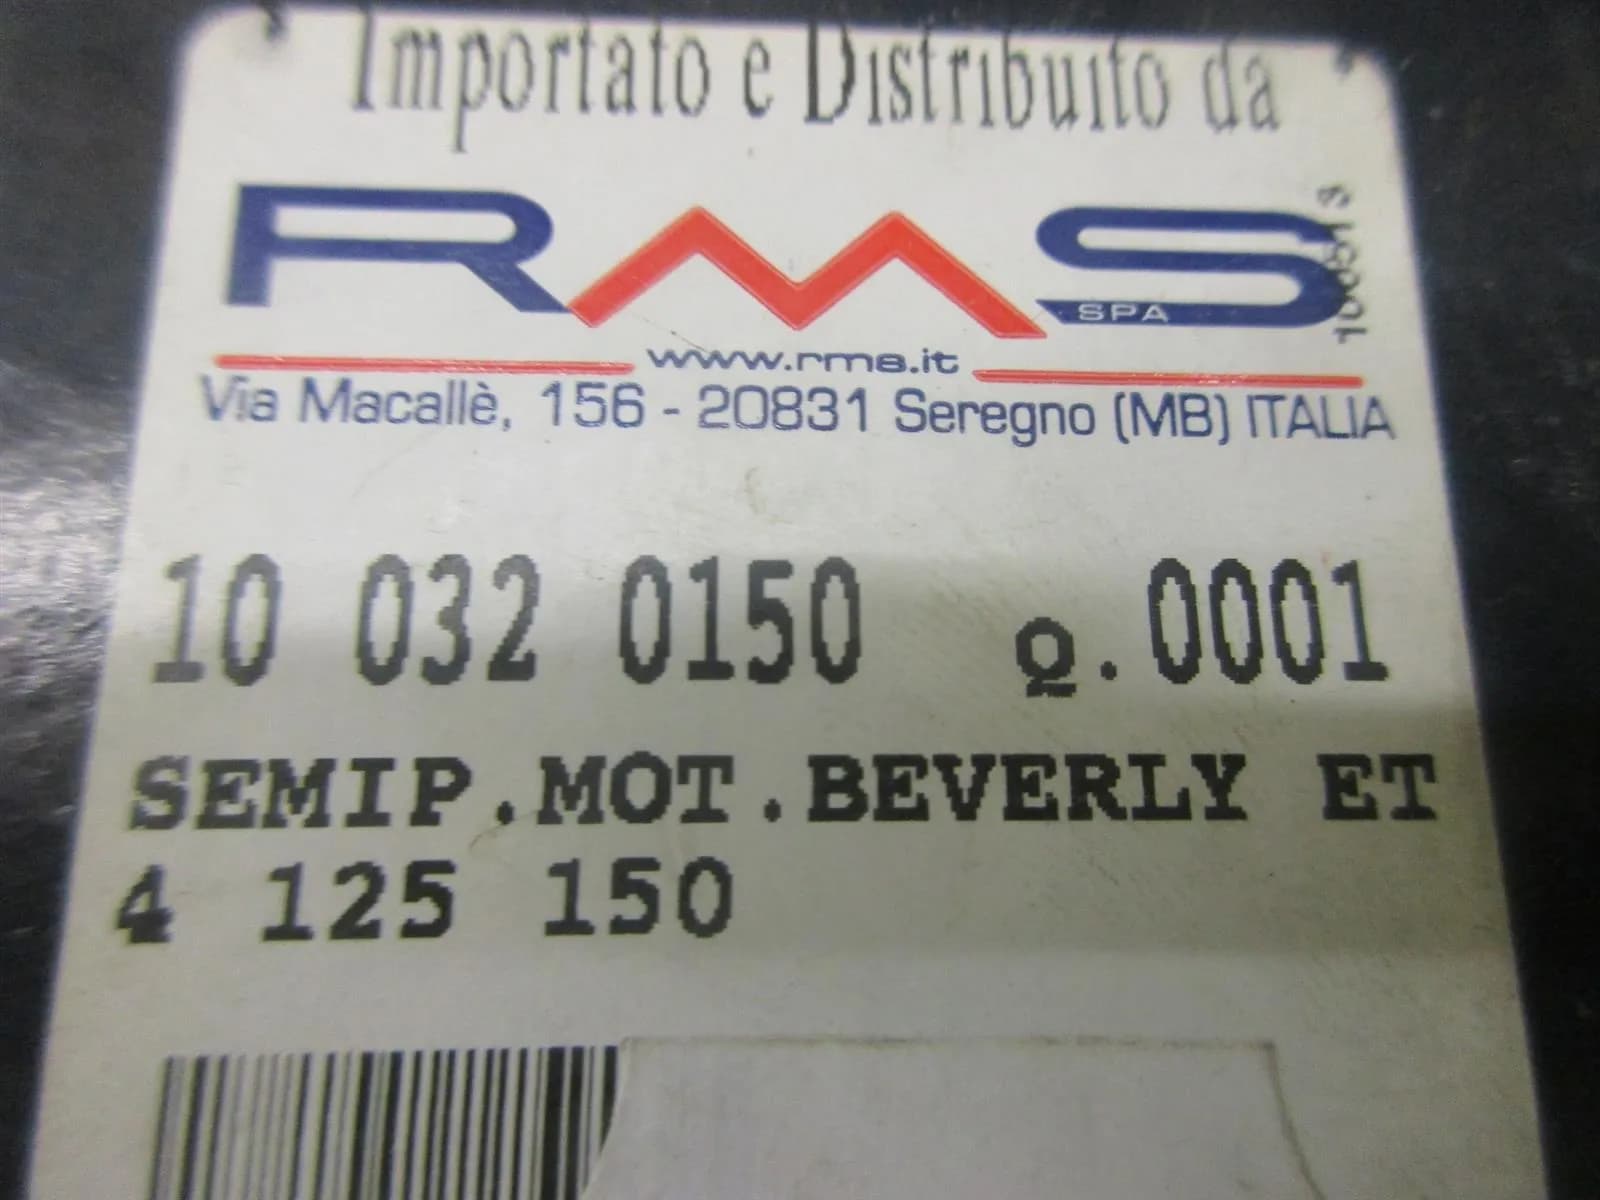 Importato e Distribuito da
RMS
SPA
www.rms.it
Via Macallè, 156 - 20831 Seregno (MB) ITALIA
10 032 0150 Q.0001
SEMIP.MOT.BEVERLY ET
4 125 150